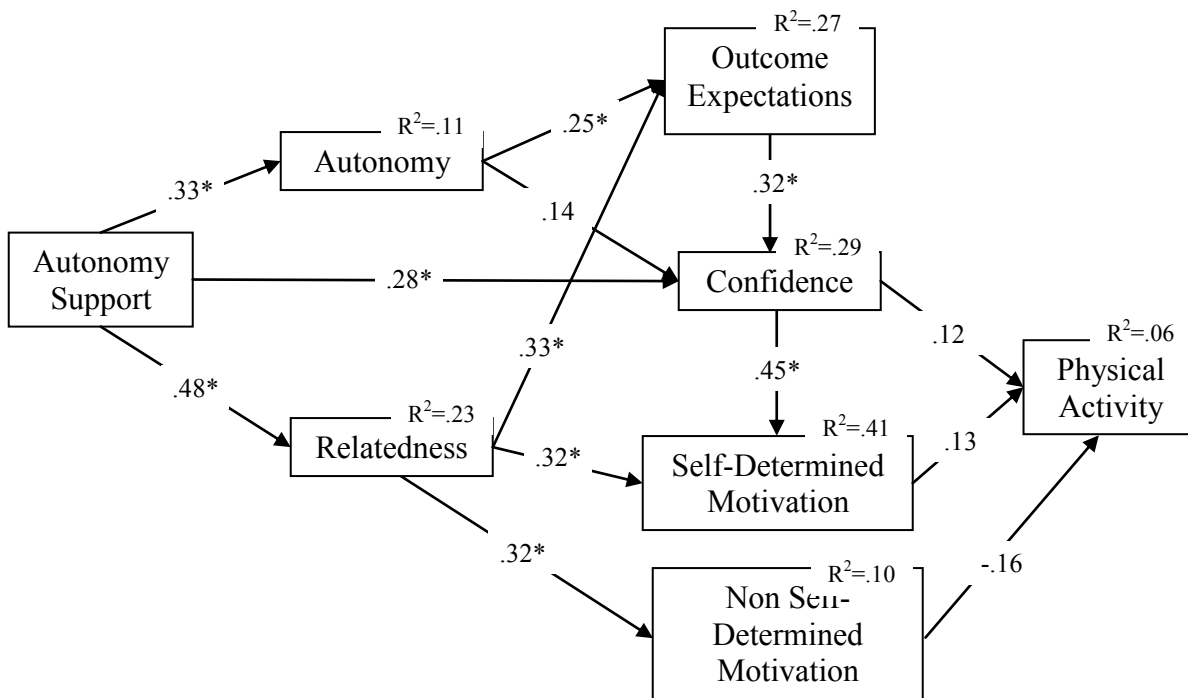 R²=.27
Outcome
Expectations
R²=.11
Autonomy
.25*
.33*
.14
.32*
Autonomy
Support
.28*
R²=.29
Confidence
.33*
.45*
.12
R²=.06
Physical
Activity
.48*
R²=.23
Relatedness
.32*
R²=.41
Self-Determined
Motivation
.13
.32*
R²=.10
Non Self-
Determined
Motivation
-.16